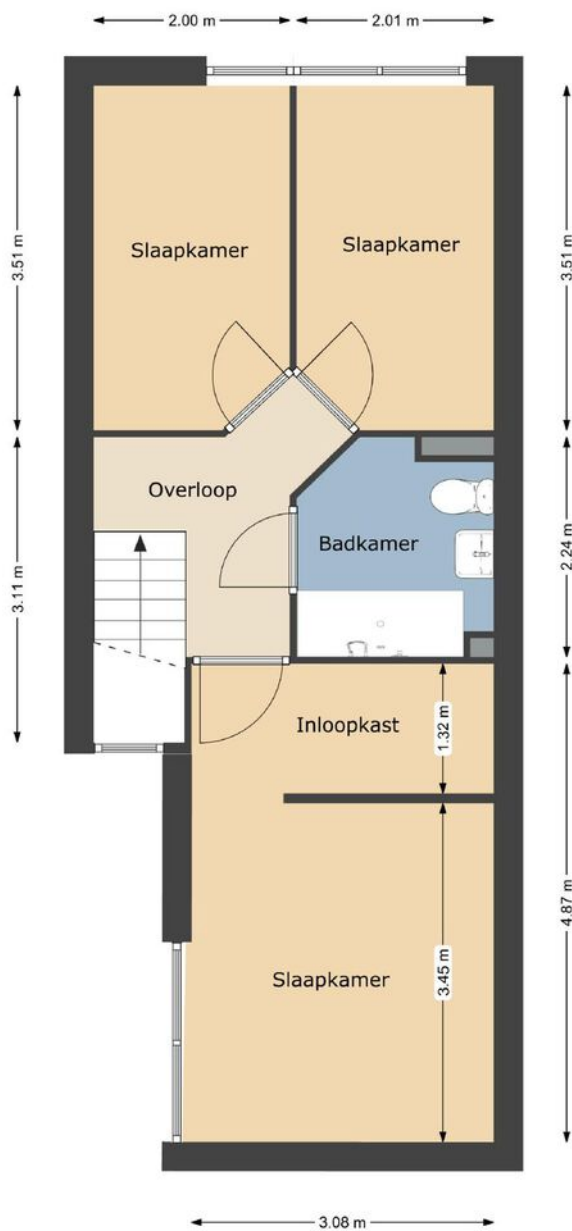 2.00 m
2.01 m
3.51 m
3.51 m
Slaapkamer
Slaapkamer
Overloop
Badkamer
2.24 m
3.11 m
Inloopkast
1.32 m
4.87 m
3.45 m
Slaapkamer
3.08 m